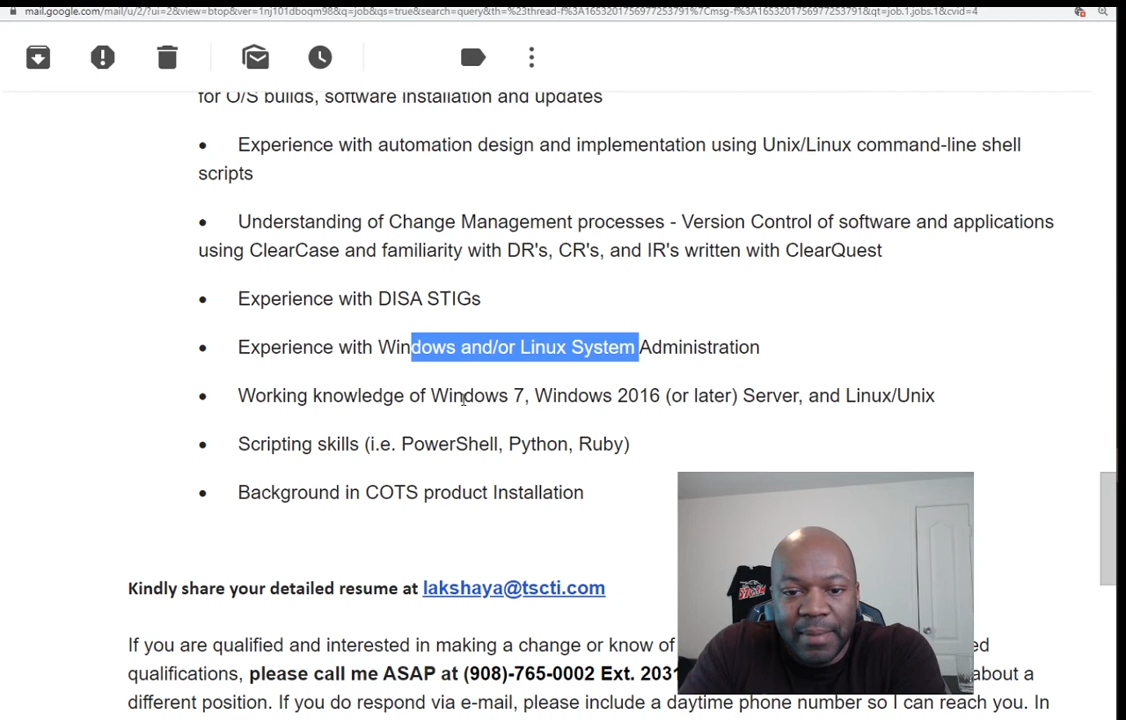 mail.google.com/mail/u/2/?ui=2&view=btop&ver=1nj101dboqm98&q=job&qs=true&search=query&th=%23thread-f%3A1653201756977253791%7Cmsg-f%3A1653201756977253791&qt=job.1.jobs.1&cvid=4
for O/S builds, software installation and updates
• Experience with automation design and implementation using Unix/Linux command-line shell
scripts
• Understanding of Change Management processes - Version Control of software and applications
using ClearCase and familiarity with DR's, CR's, and IR's written with ClearQuest
• Experience with DISA STIGs
• Experience with Windows and/or Linux System Administration
• Working knowledge of Windows 7, Windows 2016 (or later) Server, and Linux/Unix
• Scripting skills (i.e. PowerShell, Python, Ruby)
• Background in COTS product Installation
Kindly share your detailed resume at lakshaya@tscti.com
If you are qualified and interested in making a change or know of
qualifications, please call me ASAP at (908)-765-0002 Ext. 2031 about a
different position. If you do respond via e-mail, please include a daytime phone number so I can reach you. In